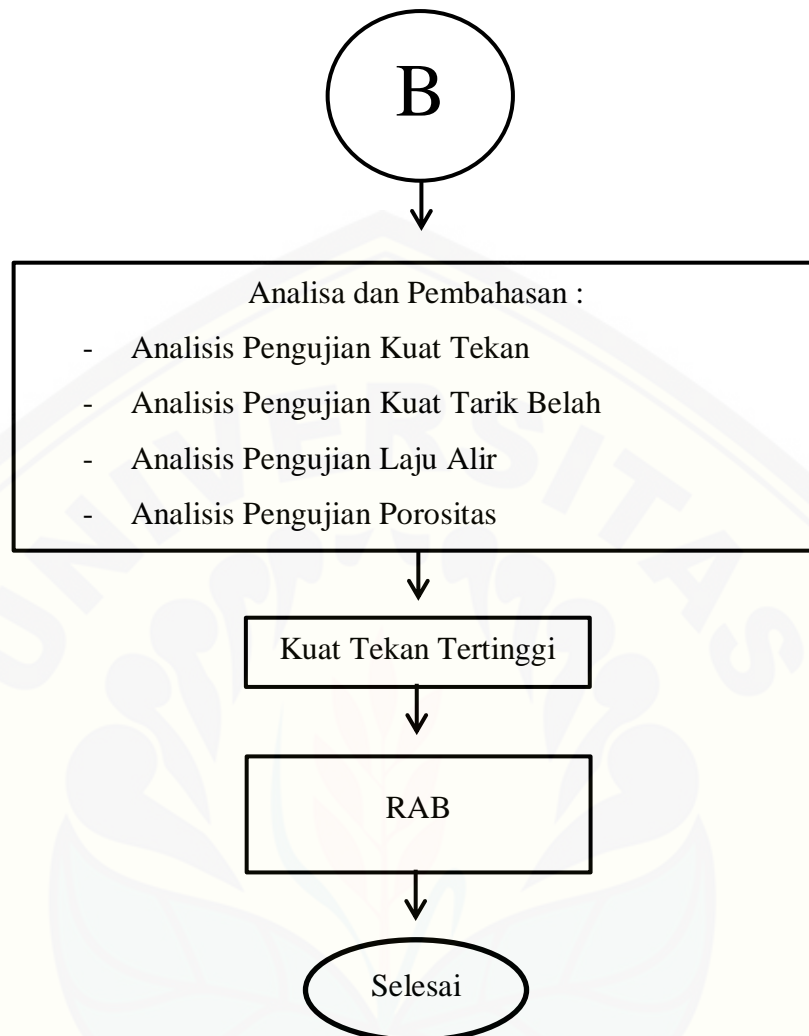 B
Analisa dan Pembahasan :
- Analisis Pengujian Kuat Tekan
- Analisis Pengujian Kuat Tarik Belah
- Analisis Pengujian Laju Alir
- Analisis Pengujian Porositas
Kuat Tekan Tertinggi
RAB
Selesai
UNIVERSITAS